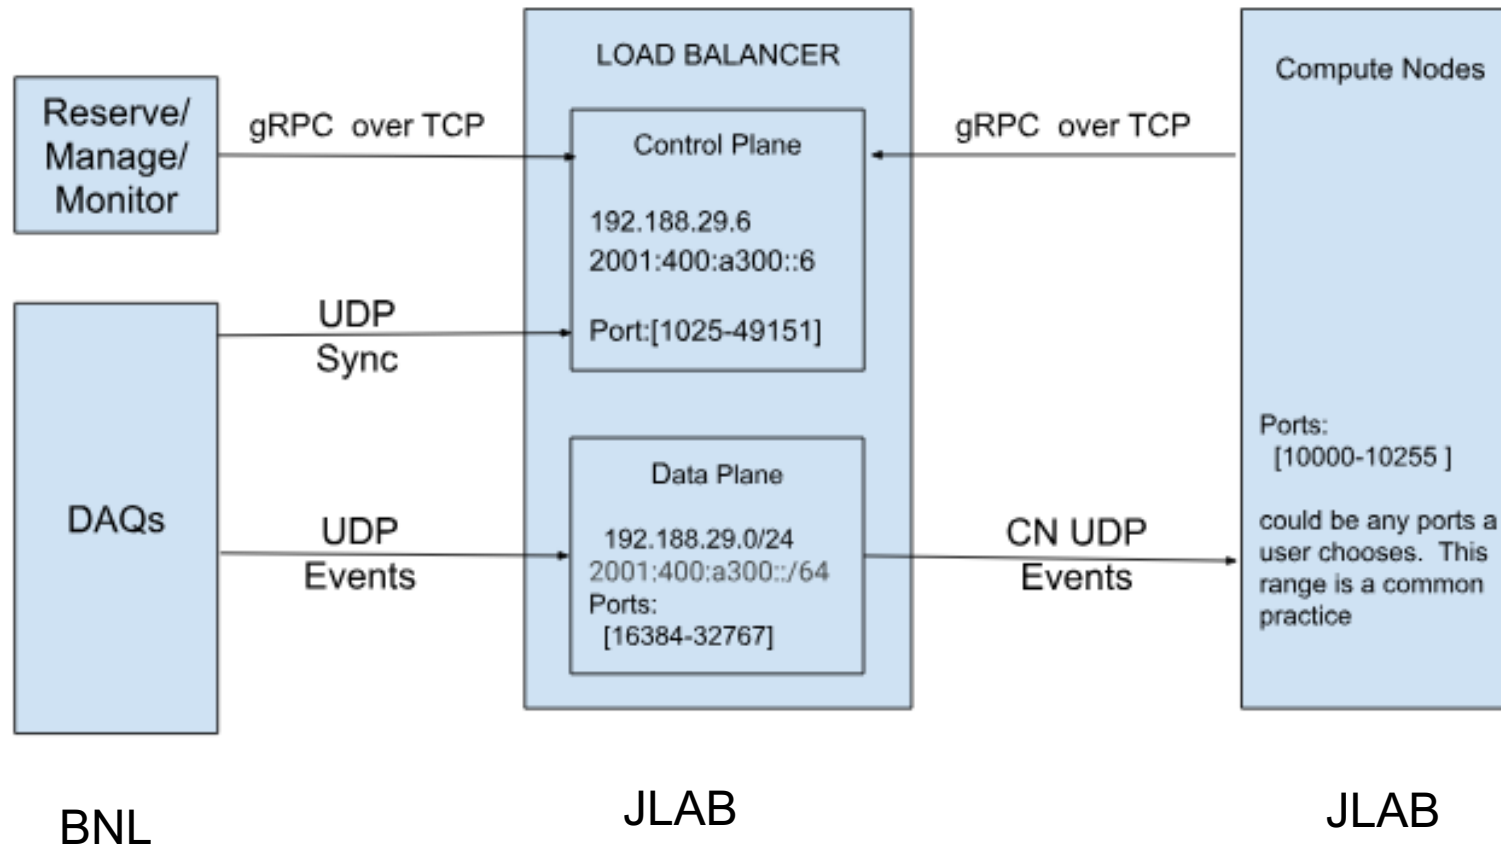 LOAD BALANCER
Reserve/
Manage/
Monitor
gRPC over TCP
Control Plane
192.188.29.6
2001:400:a300::6
Port:[1025-49151]
gRPC over TCP
Compute Nodes
UDP
Sync
DAQs
UDP
Events
Data Plane
192.188.29.0/24
2001:400:a300::/64
Ports:
[16384-32767]
CN UDP
Events
Ports:
[10000-10255 ]
could be any ports a
user chooses. This
range is a common
practice
BNL
JLAB
JLAB